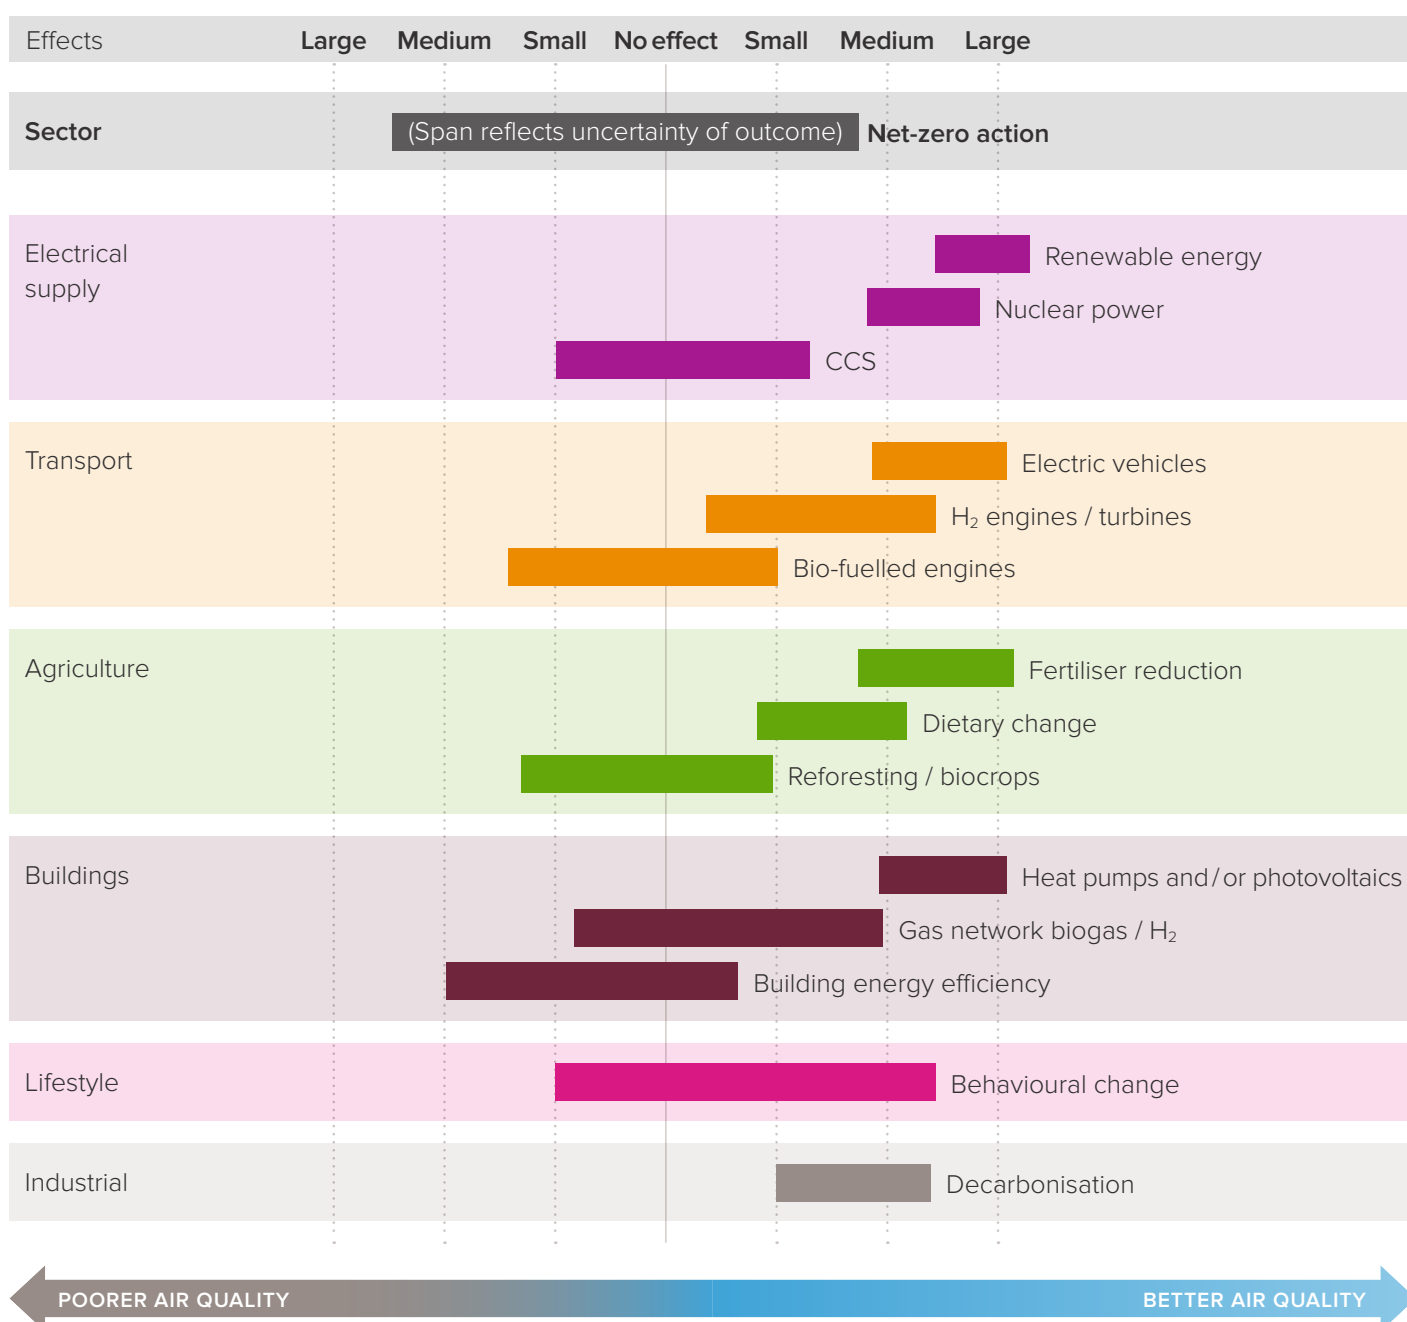 Effects Large Medium Small No effect Small Medium Large
Sector (Span reflects uncertainty of outcome) Net-zero action
Electrical
supply
Renewable energy
Nuclear power
CCS
Transport
Electric vehicles
H₂ engines / turbines
Bio-fuelled engines
Agriculture
Fertiliser reduction
Dietary change
Reforesting / biocrops
Buildings
Heat pumps and/or photovoltaics
Gas network biogas / H₂
Building energy efficiency
Lifestyle
Behavioural change
Industrial
Decarbonisation
POORER AIR QUALITY BETTER AIR QUALITY